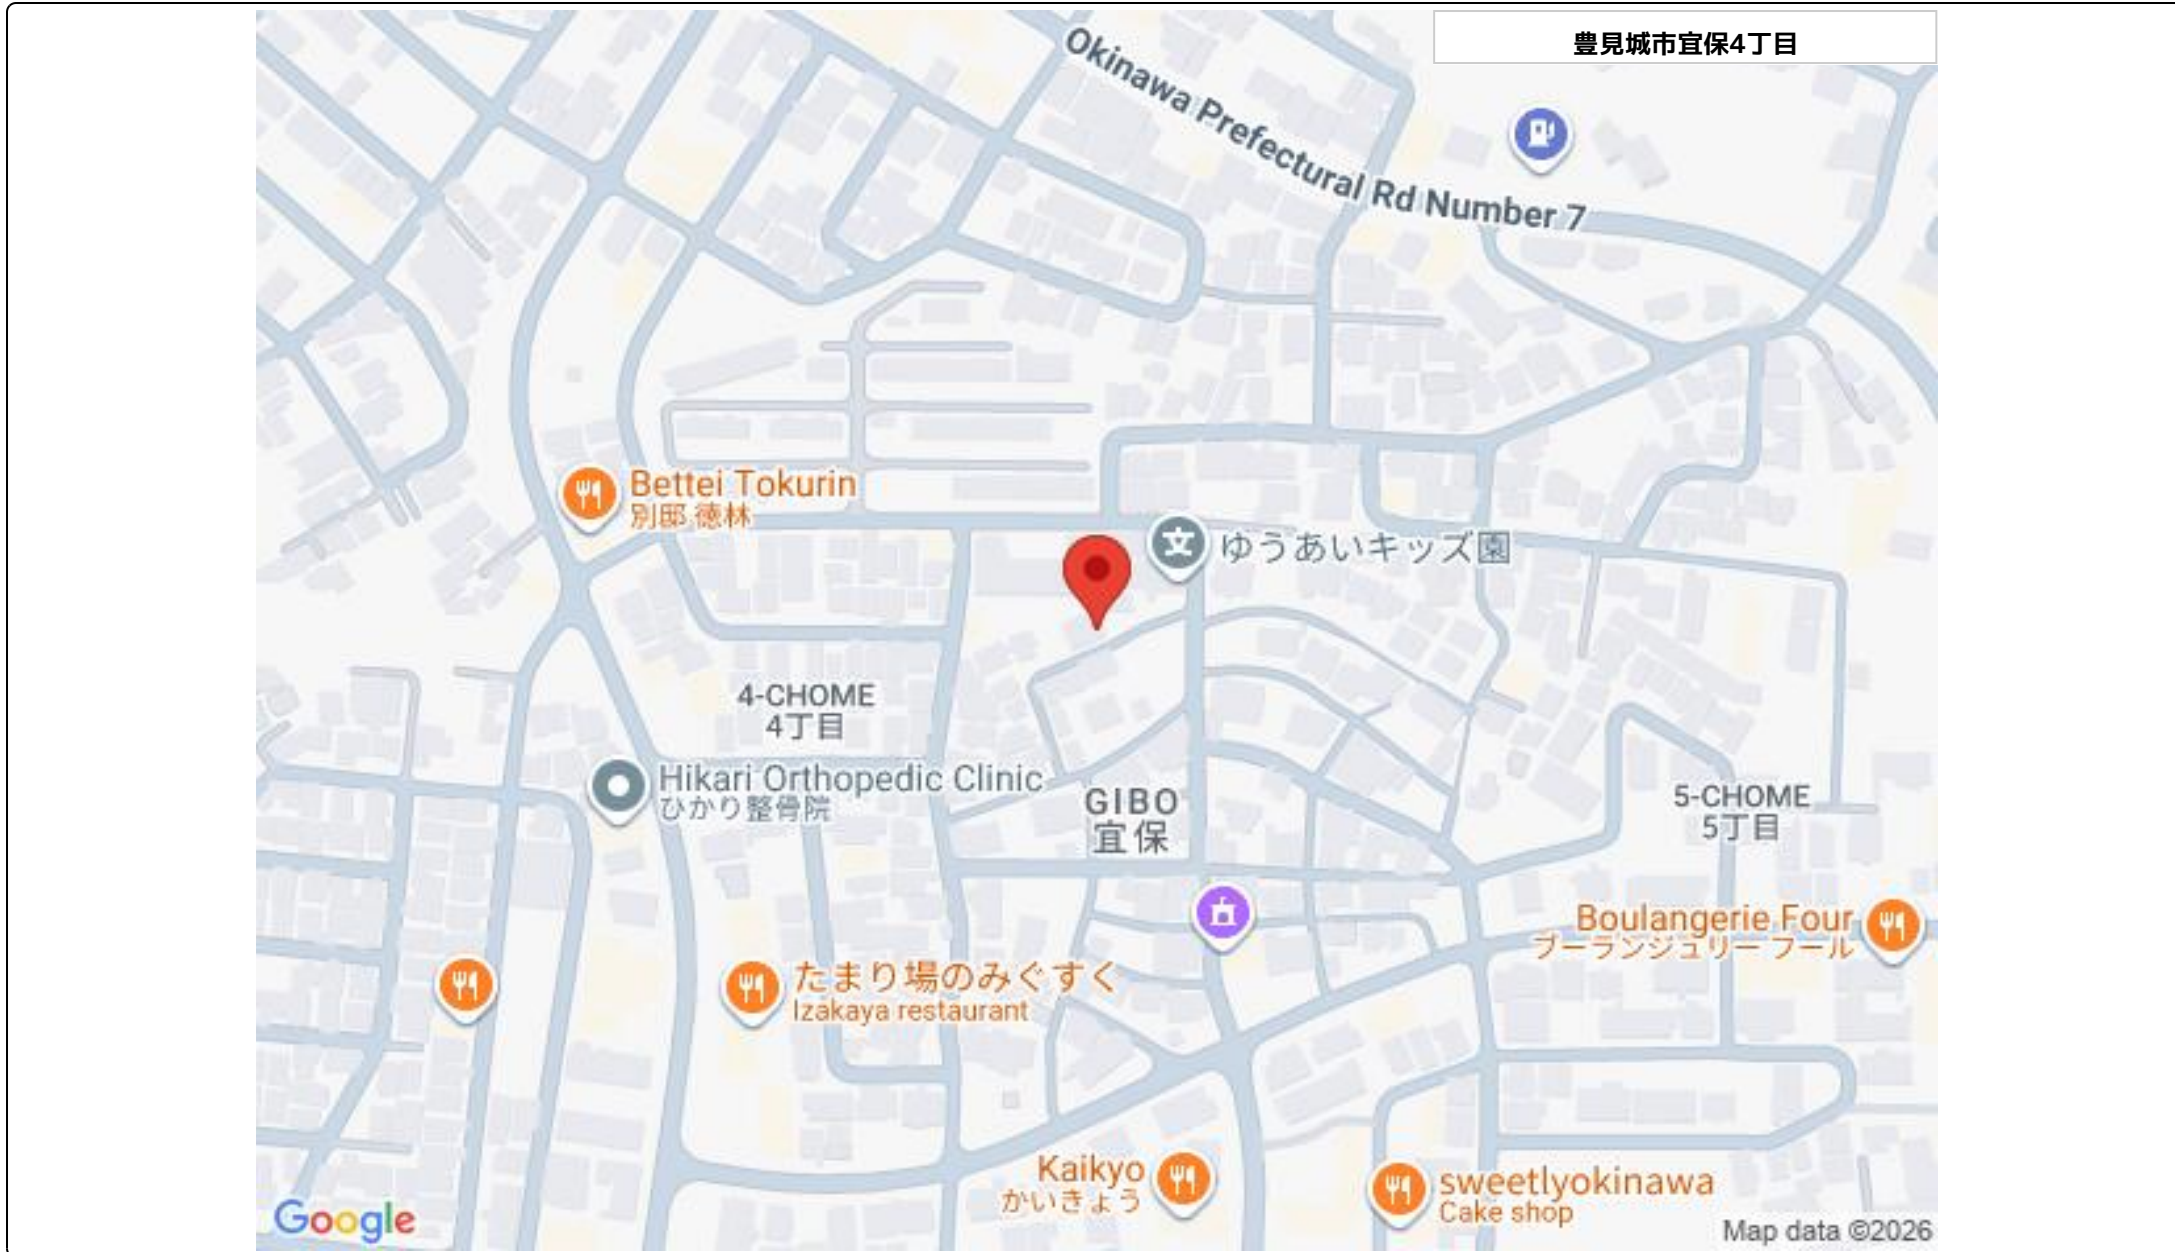 豊見城市宜保4丁目
Okinawa Prefectural Rd Number 7
Bettei Tokurin
別邸 徳林
ゆうあいキッズ園
4-CHOME
4丁目
Hikari Orthopedic Clinic
ひかり整骨院
GIBO
宜保
5-CHOME
5丁目
Boulangerie Four
ブーランジュリー フール
たまり場のみぐすく
Izakaya restaurant
Kaikyo
かいきょう
sweetlyokinawa
Cake shop
Google
Map data ©2026